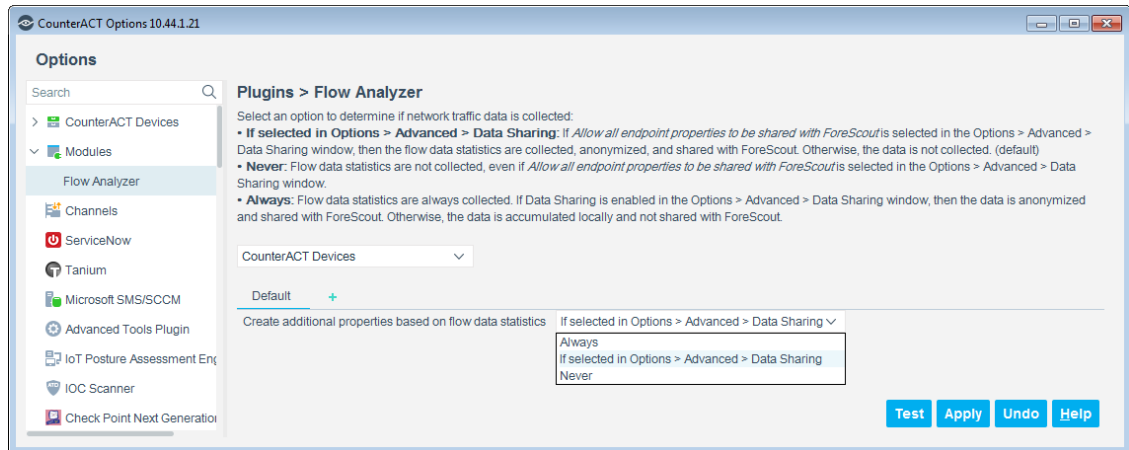 CounterACT Options 10.44.1.21
Options
Search
CounterACT Devices
Modules
Flow Analyzer
Channels
ServiceNow
Tanium
Microsoft SMS/SCCM
Advanced Tools Plugin
IoT Posture Assessment Eng
IOC Scanner
Check Point Next Generation
Plugins > Flow Analyzer
Select an option to determine if network traffic data is collected:
• If selected in Options > Advanced > Data Sharing: If Allow all endpoint properties to be shared with ForeScout is selected in the Options > Advanced >
Data Sharing window, then the flow data statistics are collected, anonymized, and shared with ForeScout. Otherwise, the data is not collected. (default)
• Never: Flow data statistics are not collected, even if Allow all endpoint properties to be shared with ForeScout is selected in the Options > Advanced > Data
Sharing window.
• Always: Flow data statistics are always collected. If Data Sharing is enabled in the Options > Advanced > Data Sharing window, then the data is anonymized
and shared with ForeScout. Otherwise, the data is accumulated locally and not shared with ForeScout.
CounterACT Devices
Default +
Create additional properties based on flow data statistics If selected in Options > Advanced > Data Sharing
Always
If selected in Options > Advanced > Data Sharing
Never
Test Apply Undo Help